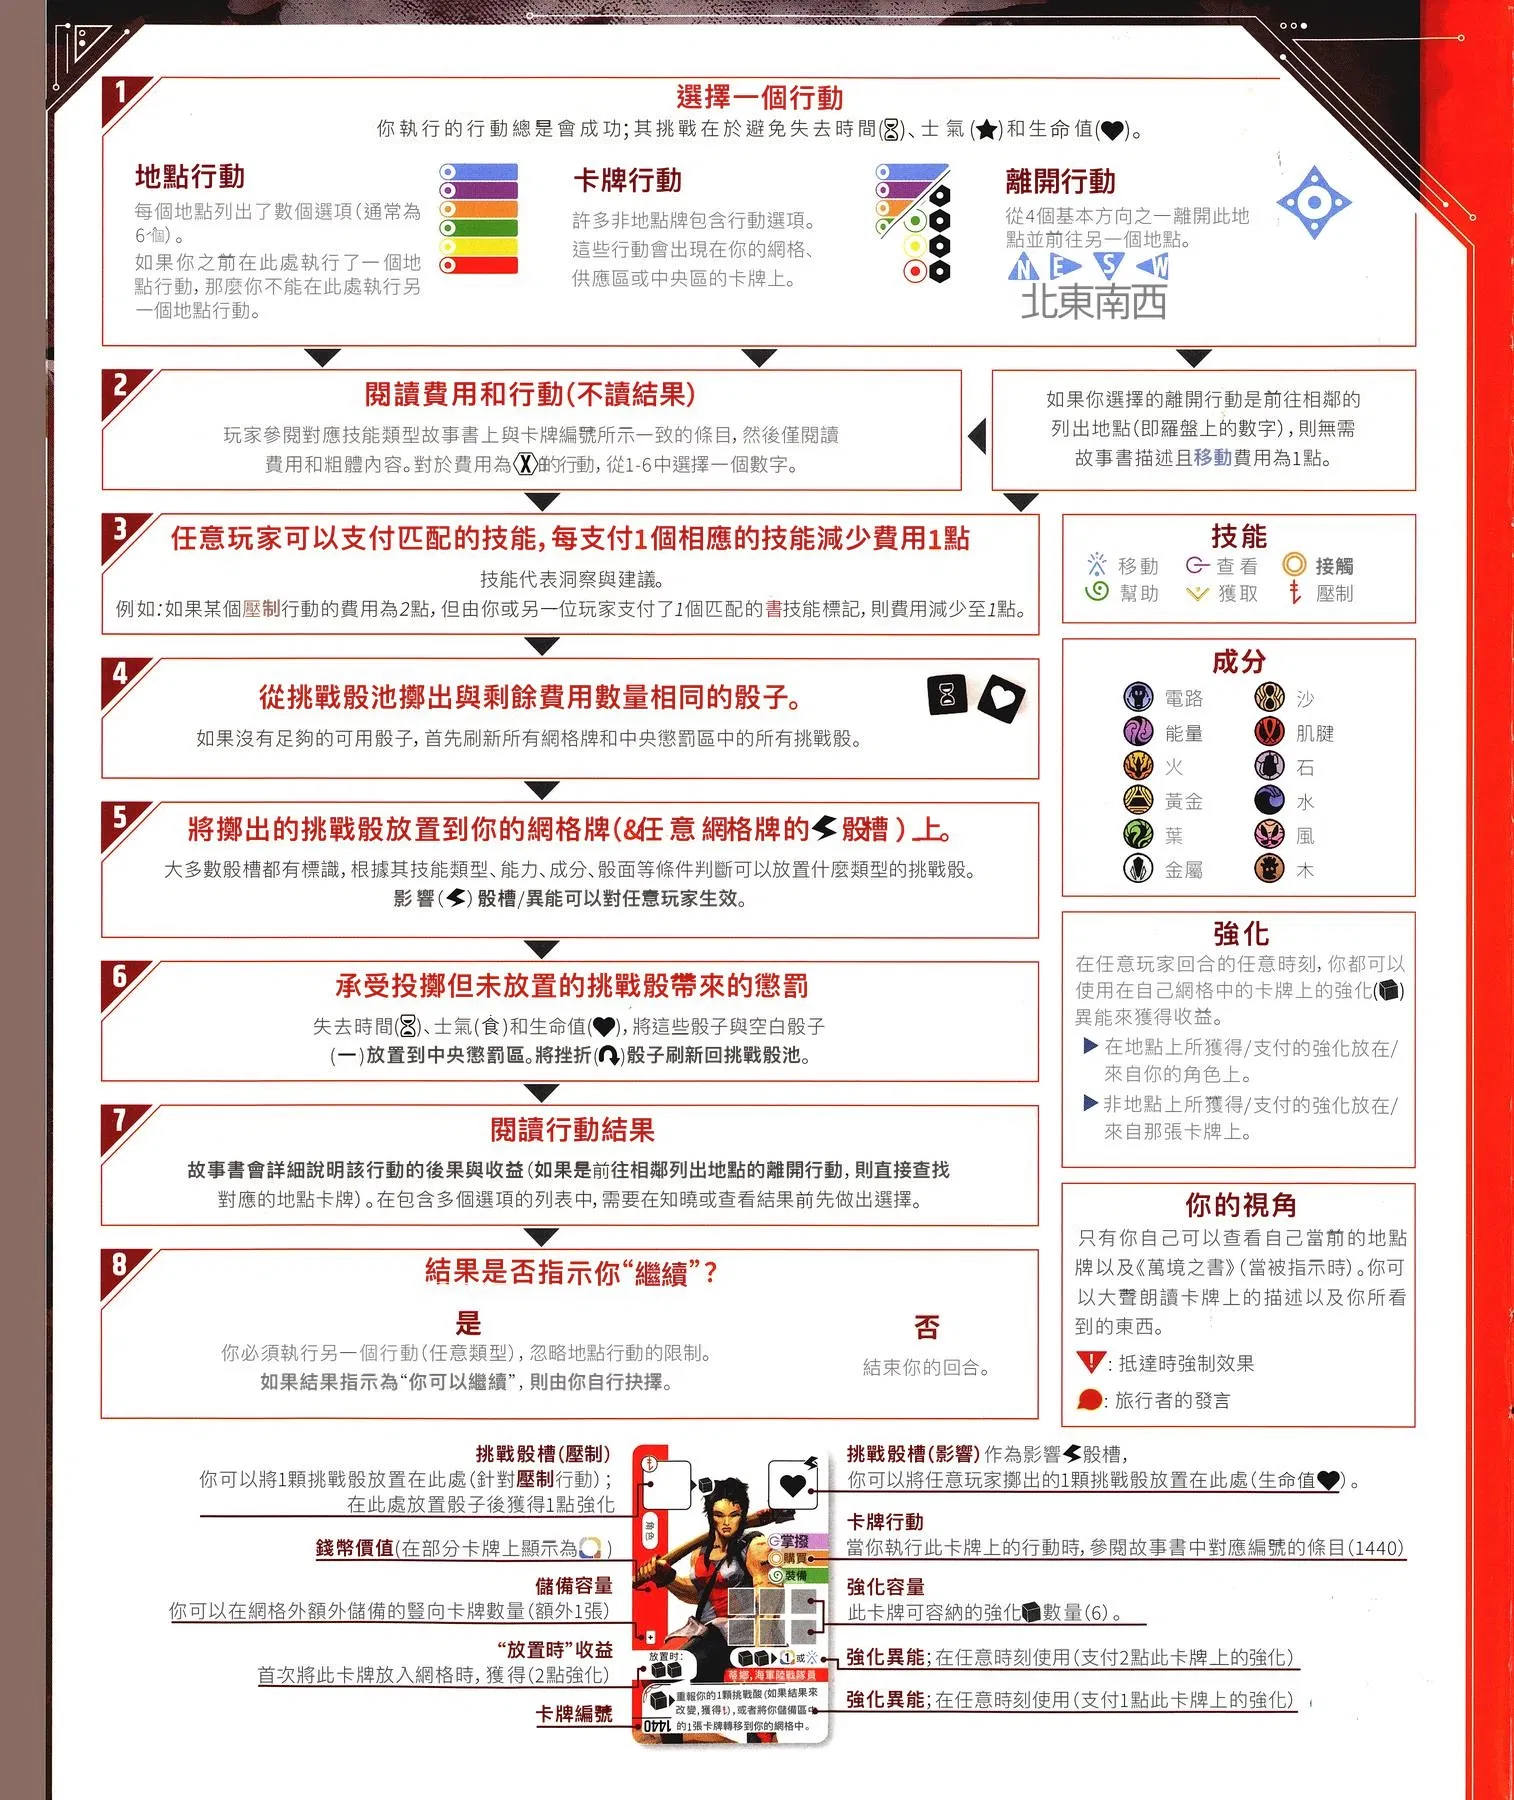 1
選擇一個行動
你執行的行動總是會成功;其挑戰在於避免失去時間()、士氣(★)和生命值(♥)。
地點行動
每個地點列出了數個選項(通常為
6個)。
如果你之前在此處執行了一個地
點行動,那麼你不能在此處執行另
一個地點行動。
卡牌行動
許多非地點牌包含行動選項。
這些行動會出現在你的網格、
供應區或中央區的卡牌上。
離開行動
從4個基本方向之一離開此地
點並前往另一個地點。
N E S W
北東南西
2
閱讀費用和行動(不讀結果)
玩家參閱對應技能類型故事書上與卡牌編號所示一致的條目,然後僅閱讀
費用和粗體內容。對於費用為X的行動,從1-6中選擇一個數字。
如果你選擇的離開行動是前往相鄰的
列出地點(即羅盤上的數字),則無需
故事書描述且移動費用為1點。
3
任意玩家可以支付匹配的技能,每支付1個相應的技能減少費用1點
技能代表洞察與建議。
例如:如果某個壓制行動的費用為2點,但由你或另一位玩家支付了1個匹配的書技能標記,則費用減少至1點。
技能
移動 查看 接觸
幫助 獲取 壓制
4
從挑戰骰池擲出與剩餘費用數量相同的骰子。
如果沒有足夠的可用骰子,首先刷新所有網格牌和中央懲罰區中的所有挑戰骰。
成分
電路 沙
能量 肌腱
火 石
黃金 水
葉 風
金屬 木
5
將擲出的挑戰骰放置到你的網格牌(&任意網格牌的骰槽)上。
大多數骰槽都有標識,根據其技能類型、能力、成分、骰面等條件判斷可以放置什麼類型的挑戰骰。
影響()骰槽/異能可以對任意玩家生效。
6
承受投擲但未放置的挑戰骰帶來的懲罰
失去時間()、士氣(食)和生命值(♥),將這些骰子與空白骰子
(一)放置到中央懲罰區。將挫折()骰子刷新回挑戰骰池。
強化
在任意玩家回合的任意時刻,你都可以
使用在自己網格中的卡牌上的強化()
異能來獲得收益。
▶在地點上所獲得/支付的強化放在/
來自你的角色上。
▶非地點上所獲得/支付的強化放在/
來自那張卡牌上。
7
閱讀行動結果
故事書會詳細說明該行動的後果與收益(如果是前往相鄰列出地點的離開行動,則直接查找
對應的地點卡牌)。在包含多個選項的列表中,需要在知曉或查看結果前先做出選擇。
8
結果是否指示你“繼續”?
是
你必須執行另一個行動(任意類型),忽略地點行動的限制。
如果結果指示為“你可以繼續”,則由你自行抉擇。
否
結束你的回合。
你的視角
只有你自己可以查看自己當前的地點
牌以及《萬境之書》(當被指示時)。你可
以大聲朗讀卡牌上的描述以及你所看
到的東西。
!: 抵達時強制效果
: 旅行者的發言
挑戰骰槽(壓制)
你可以將1顆挑戰骰放置在此處(針對壓制行動);
在此處放置骰子後獲得1點強化
錢幣價值(在部分卡牌上顯示為)
儲備容量
你可以在網格外額外儲備的豎向卡牌數量(額外1張)
“放置時”收益
首次將此卡牌放入網格時,獲得(2點強化)
卡牌編號
角色
掌撥
購買
裝備
放置时:
1 或
蒂娜,海軍陸戰隊員
重報你的1顆挑戰骰(如果結果來
改變,獲得),或者將你儲備區中
的1張卡牌轉移到你的網格中。
1440
挑戰骰槽(影響)作為影響骰槽,
你可以將任意玩家擲出的1顆挑戰骰放置在此處(生命值♥)。
卡牌行動
當你執行此卡牌上的行動時,參閱故事書中對應編號的條目(1440)
強化容量
此卡牌可容納的強化數量(6)。
強化異能;在任意時刻使用(支付2點此卡牌上的強化)
強化異能;在任意時刻使用(支付1點此卡牌上的強化)